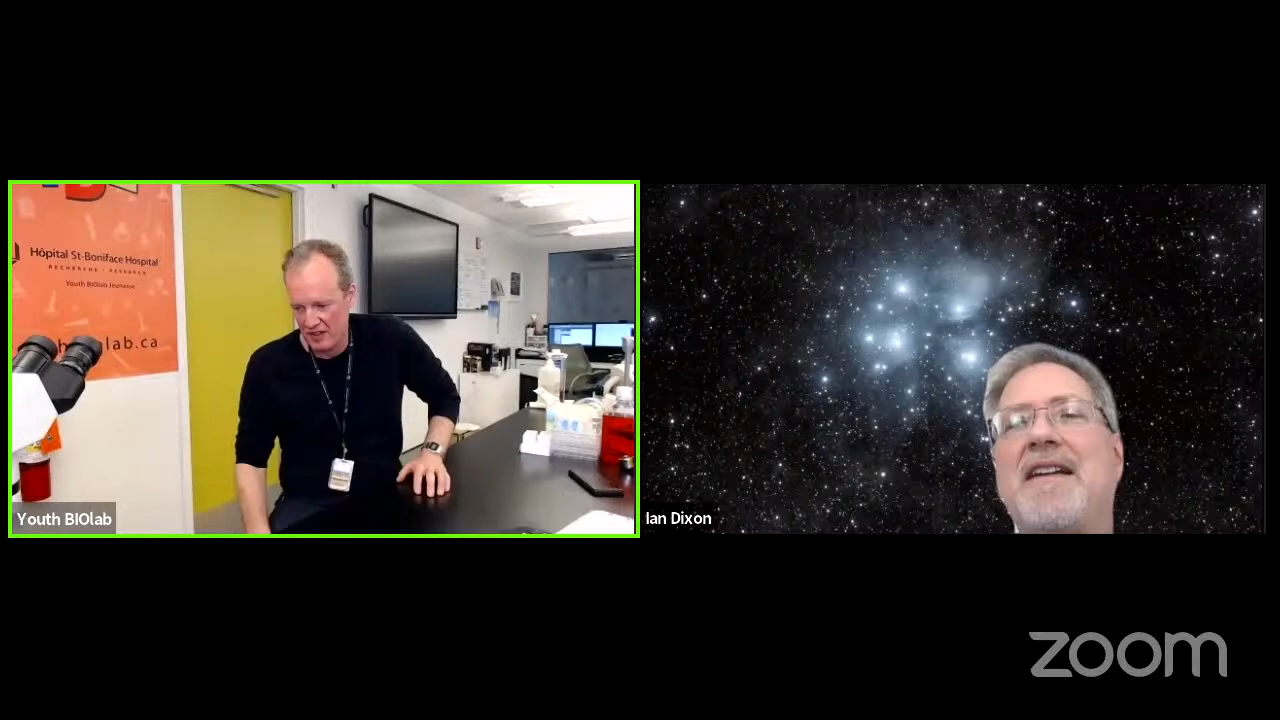 Hôpital St-Boniface Hospital
RECHERCHE • RESEARCH
Youth BIOlab Jeunesse
lab.ca
Youth BIOlab
Ian Dixon
zoom